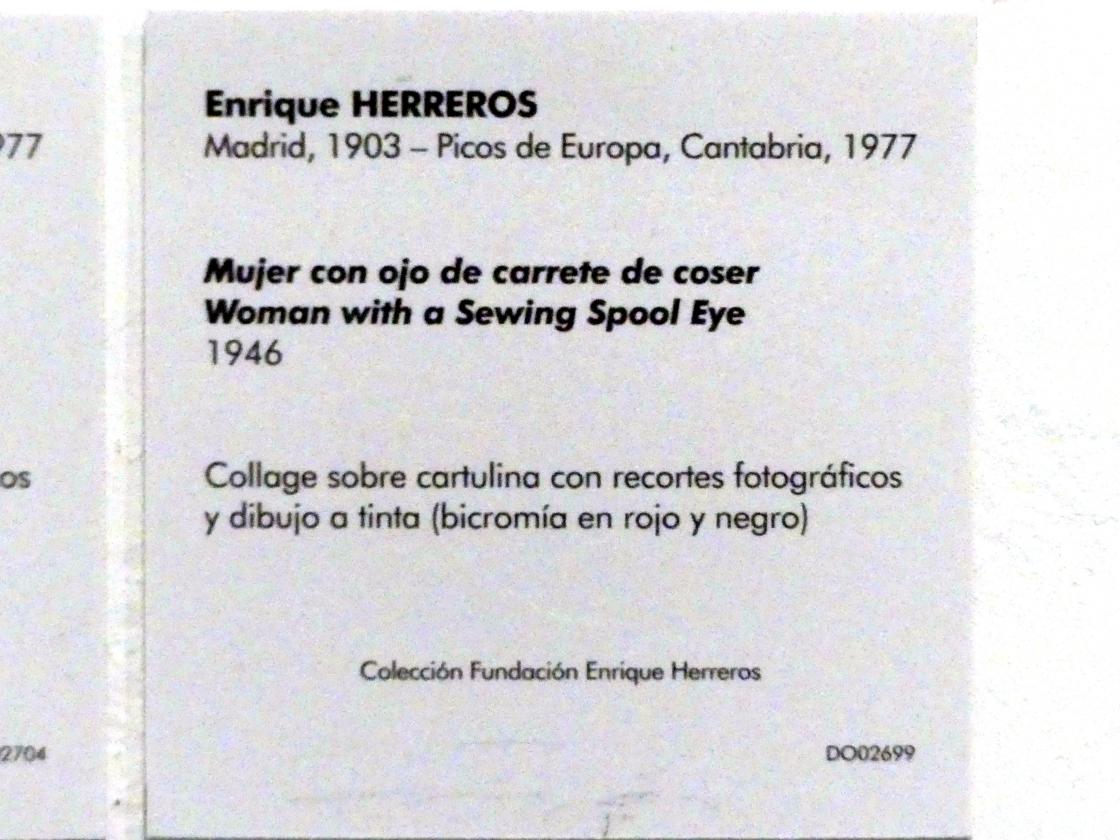 977
os
2704
Enrique HERREROS
Madrid, 1903 – Picos de Europa, Cantabria, 1977
Mujer con ojo de carrete de coser
Woman with a Sewing Spool Eye
1946
Collage sobre cartulina con recortes fotográficos
y dibujo a tinta (bicromía en rojo y negro)
Colección Fundación Enrique Herreros
DO02699